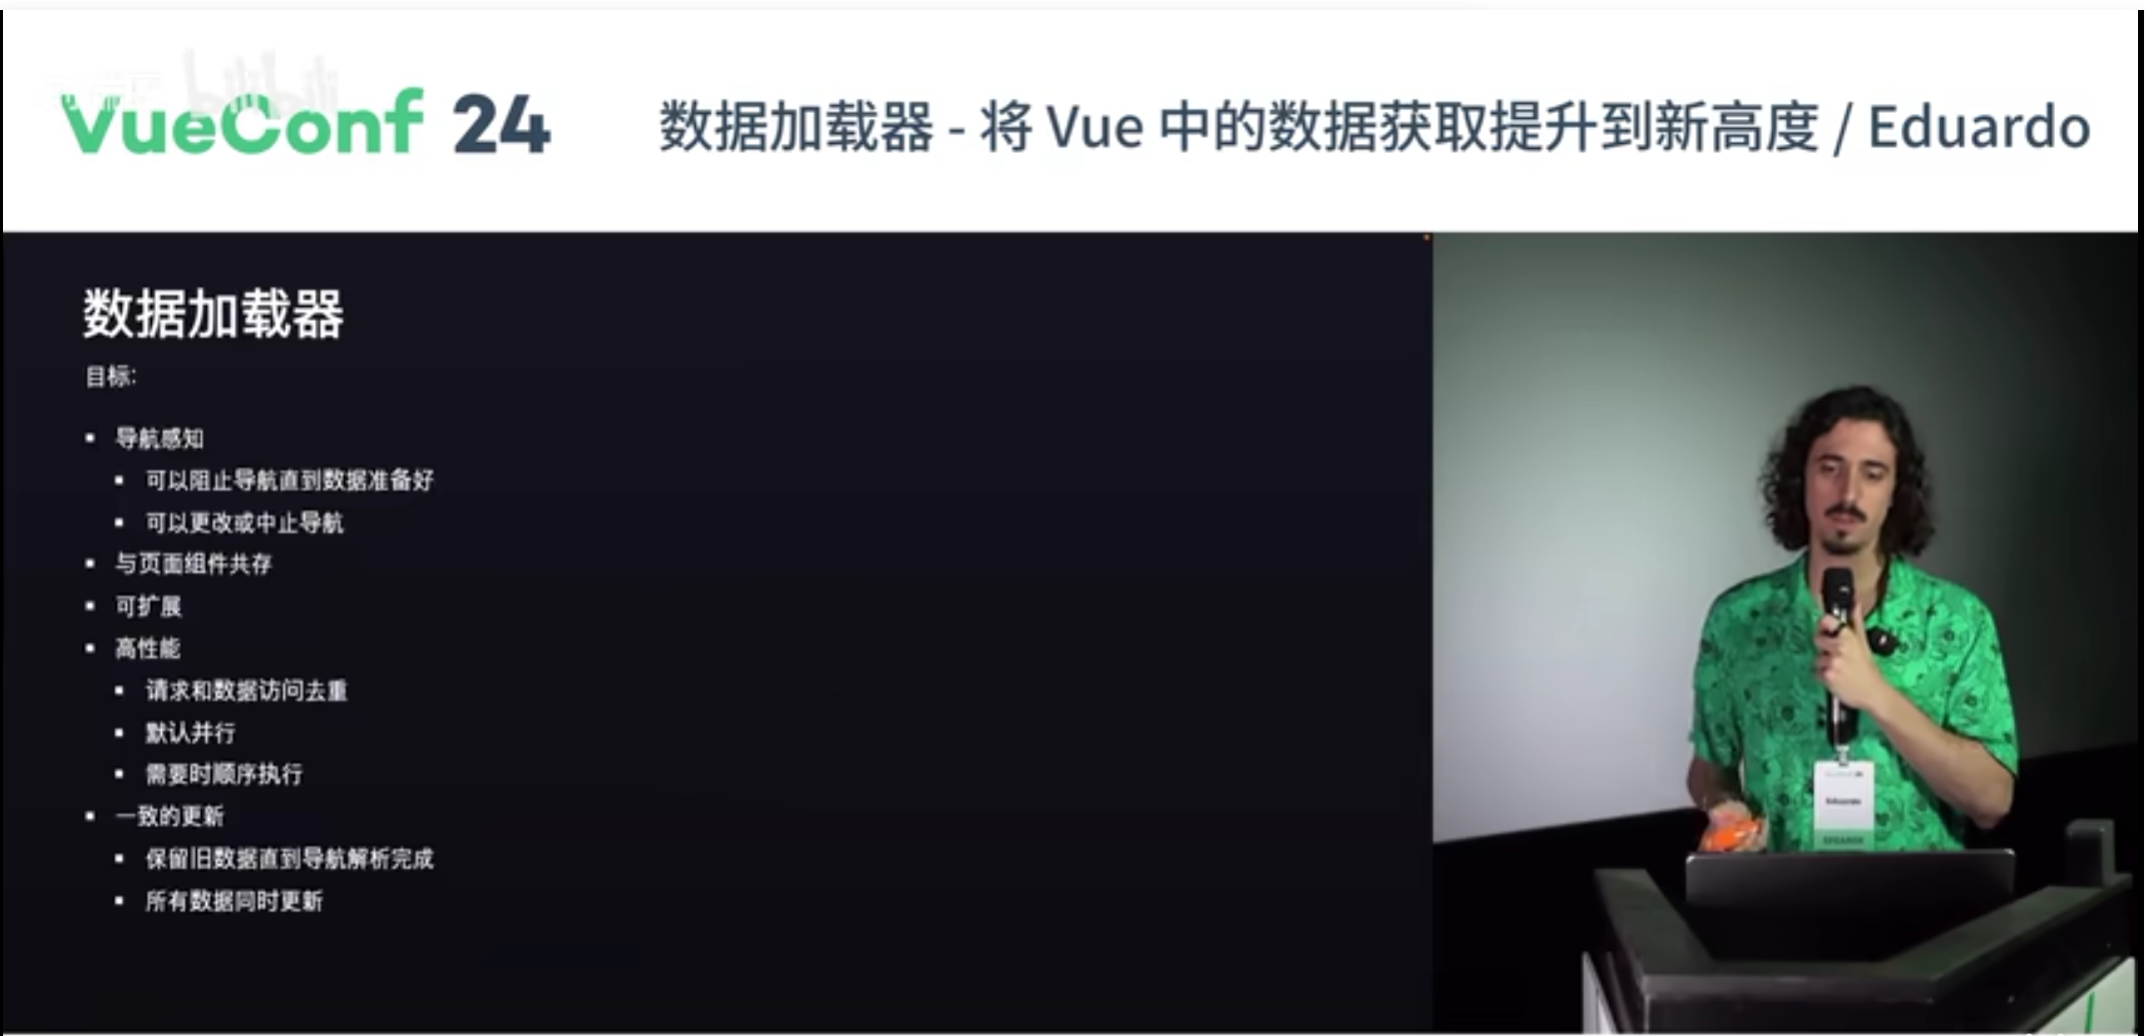 bilibili
VueConf 24
数据加载器 - 将 Vue 中的数据获取提升到新高度 / Eduardo
数据加载器
目标:
▪ 导航感知
▪ 可以阻止导航直到数据准备好
▪ 可以更改或中止导航
▪ 与页面组件共存
▪ 可扩展
▪ 高性能
▪ 请求和数据访问去重
▪ 默认并行
▪ 需要时顺序执行
▪ 一致的更新
▪ 保留旧数据直到导航解析完成
▪ 所有数据同时更新
Eduardo
SPEAKER